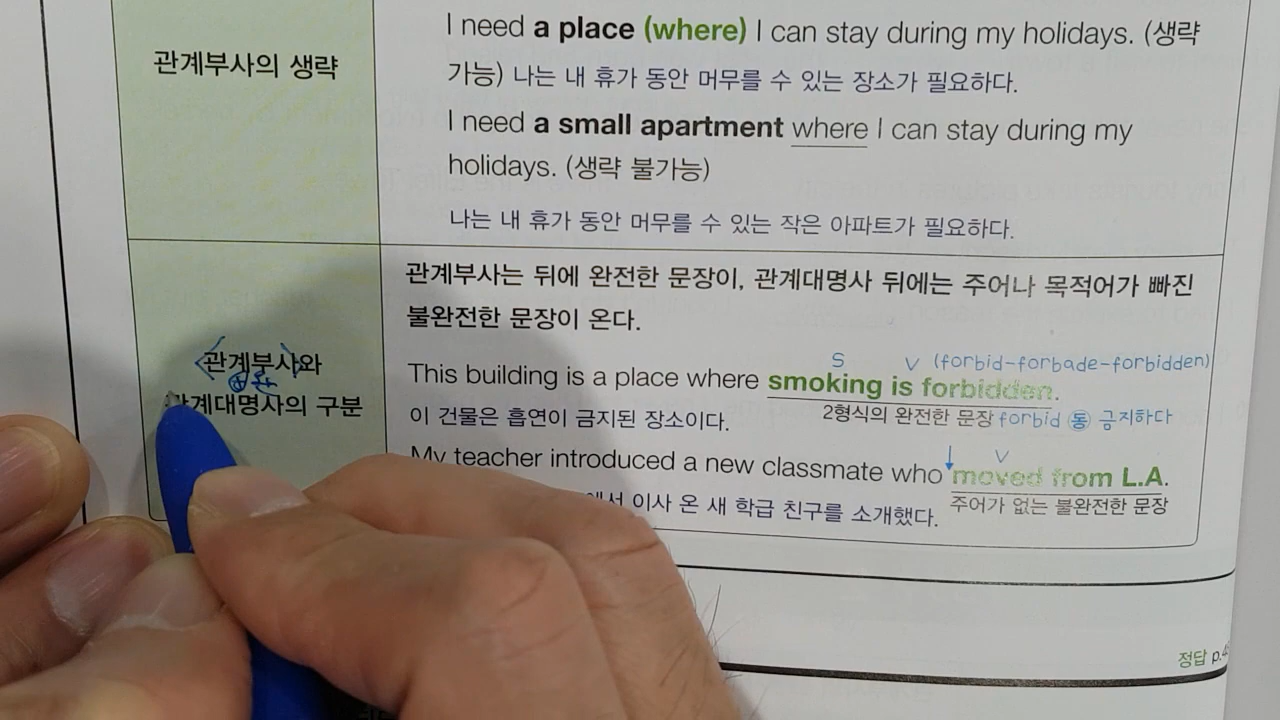 I need a place (where) I can stay during my holidays. (생략
관계부사의 생략
가능) 나는 내 휴가 동안 머무를 수 있는 장소가 필요하다.
I need a small apartment where I can stay during my
holidays. (생략 불가능)
나는 내 휴가 동안 머무를 수 있는 작은 아파트가 필요하다.
관계부사는 뒤에 완전한 문장이, 관계대명사 뒤에는 주어나 목적어가 빠진
불완전한 문장이 온다.
<관계부사>와
관계대명사의 구분
S V (forbid-forbade-forbidden)
This building is a place where smoking is forbidden.
이 건물은 흡연이 금지된 장소이다.
2형식의 완전한 문장 forbid 동 금지하다
V
My teacher introduced a new classmate who moved from L.A.
이사 온 새 학급 친구를 소개했다.
주어가 없는 불완전한 문장
정답 p.